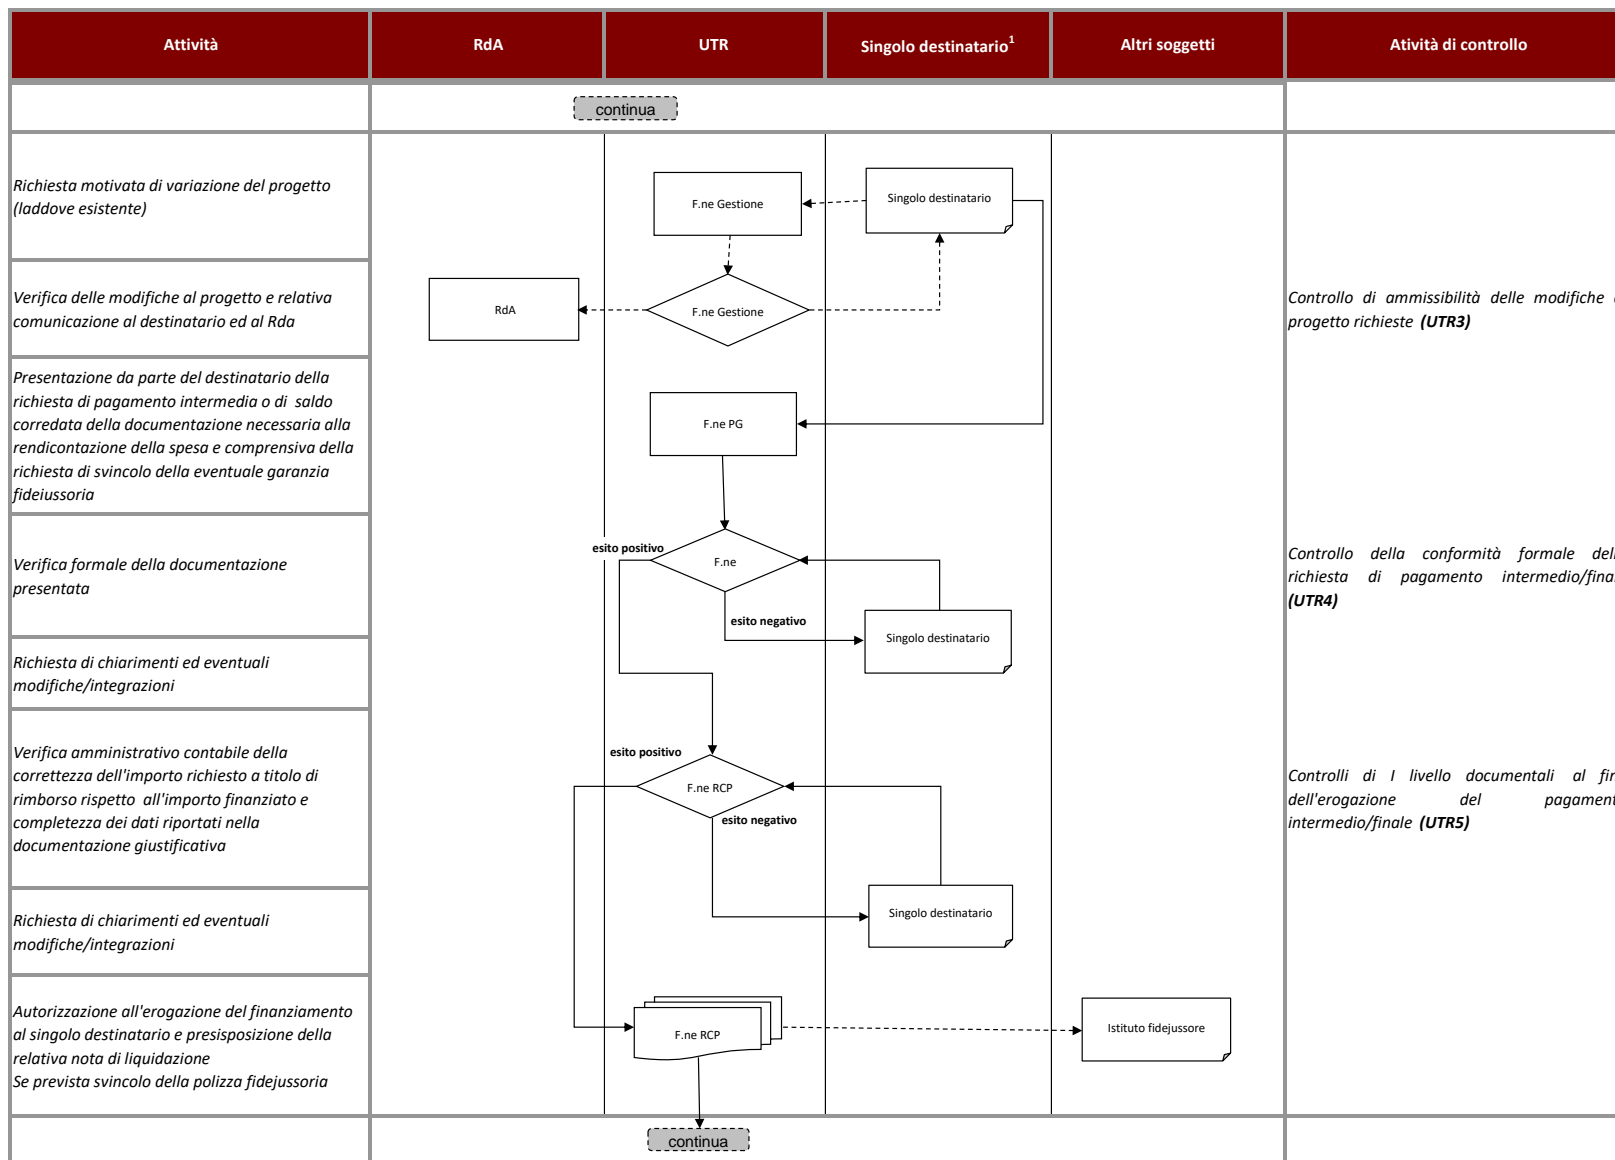 Attività
RdA
UTR
Singolo destinatario1
Altri soggetti
Atività di controllo
continua
Richiesta motivata di variazione del progetto
(laddove esistente)
F.ne Gestione
Singolo destinatario
Verifica delle modifiche al progetto e relativa
comunicazione al destinatario ed al Rda
RdA
F.ne Gestione
Controllo di ammissibilità delle modifiche
progetto richieste (UTR3)
Presentazione da parte del destinatario della
richiesta di pagamento intermedia o di saldo
corredata della documentazione necessaria alla
rendicontazione della spesa e comprensiva della
richiesta di svincolo della eventuale garanzia
fideiussoria
F.ne PG
Verifica formale della documentazione
presentata
esito positivo
F.ne
esito negativo
Singolo destinatario
Controllo della conformità formale dell
richiesta di pagamento intermedio/fina
(UTR4)
Richiesta di chiarimenti ed eventuali
modifiche/integrazioni
Verifica amministrativo contabile della
correttezza dell'importo richiesto a titolo di
rimborso rispetto all'importo finanziato e
completezza dei dati riportati nella
documentazione giustificativa
esito positivo
F.ne RCP
esito negativo
Controlli di I livello documentali al fin
dell'erogazione del pagament
intermedio/finale (UTR5)
Richiesta di chiarimenti ed eventuali
modifiche/integrazioni
Singolo destinatario
Autorizzazione all'erogazione del finanziamento
al singolo destinatario e presisposizione della
relativa nota di liquidazione
Se prevista svincolo della polizza fidejussoria
F.ne RCP
Istituto fidejussore
continua